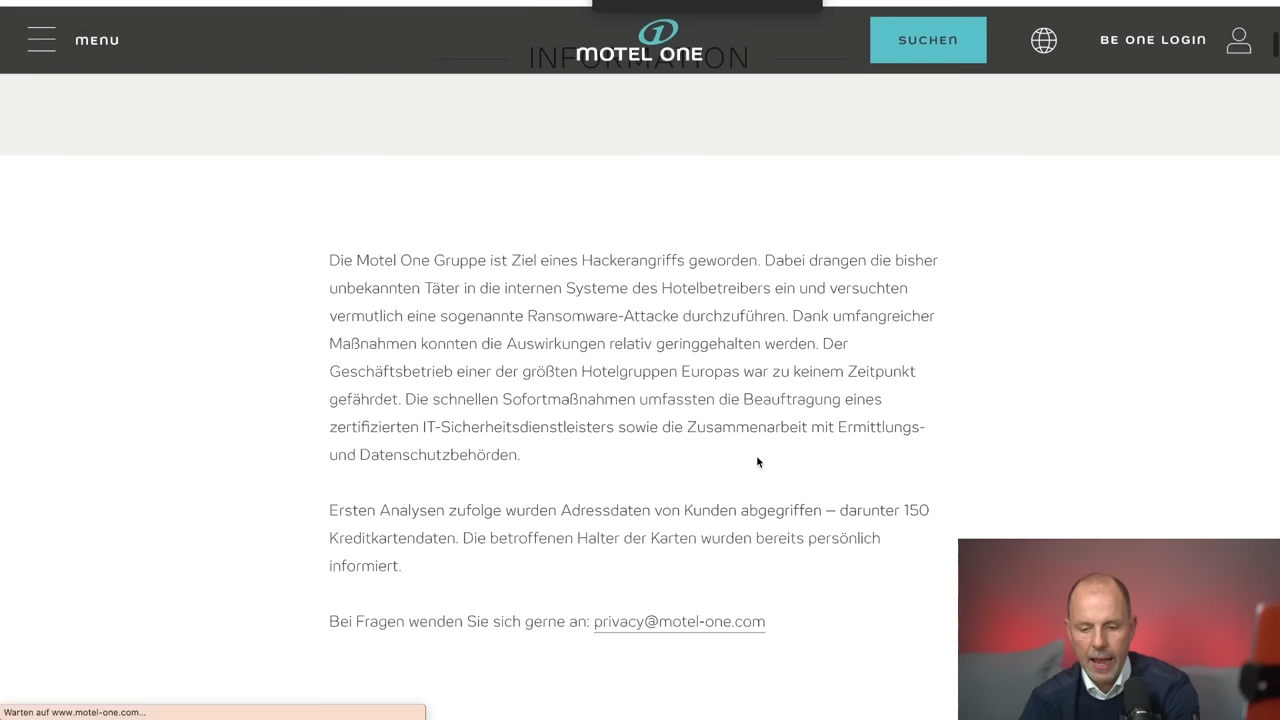 MENU
MOTEL ONE
SUCHEN
BE ONE LOGIN
INFORMATION
Die Motel One Gruppe ist Ziel eines Hackerangriffs geworden. Dabei drangen die bisher
unbekannten Täter in die internen Systeme des Hotelbetreibers ein und versuchten
vermutlich eine sogenannte Ransomware-Attacke durchzuführen. Dank umfangreicher
Maßnahmen konnten die Auswirkungen relativ geringgehalten werden. Der
Geschäftsbetrieb einer der größten Hotelgruppen Europas war zu keinem Zeitpunkt
gefährdet. Die schnellen Sofortmaßnahmen umfassten die Beauftragung eines
zertifizierten IT-Sicherheitsdienstleisters sowie die Zusammenarbeit mit Ermittlungs-
und Datenschutzbehörden.
Ersten Analysen zufolge wurden Adressdaten von Kunden abgegriffen – darunter 150
Kreditkartendaten. Die betroffenen Halter der Karten wurden bereits persönlich
informiert.
Bei Fragen wenden Sie sich gerne an: privacy@motel-one.com
Warten auf www.motel-one.com...